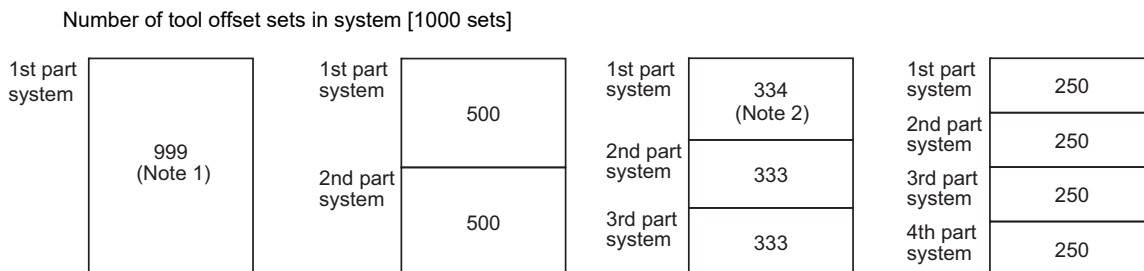 Number of tool offset sets in system [1000 sets]
1st part
system
999
(Note 1)
1st part
system
500
2nd part
system
500
1st part
system
334
(Note 2)
2nd part
system
333
3rd part
system
333
1st part
system
250
2nd part
system
250
3rd part
system
250
4th part
system
250